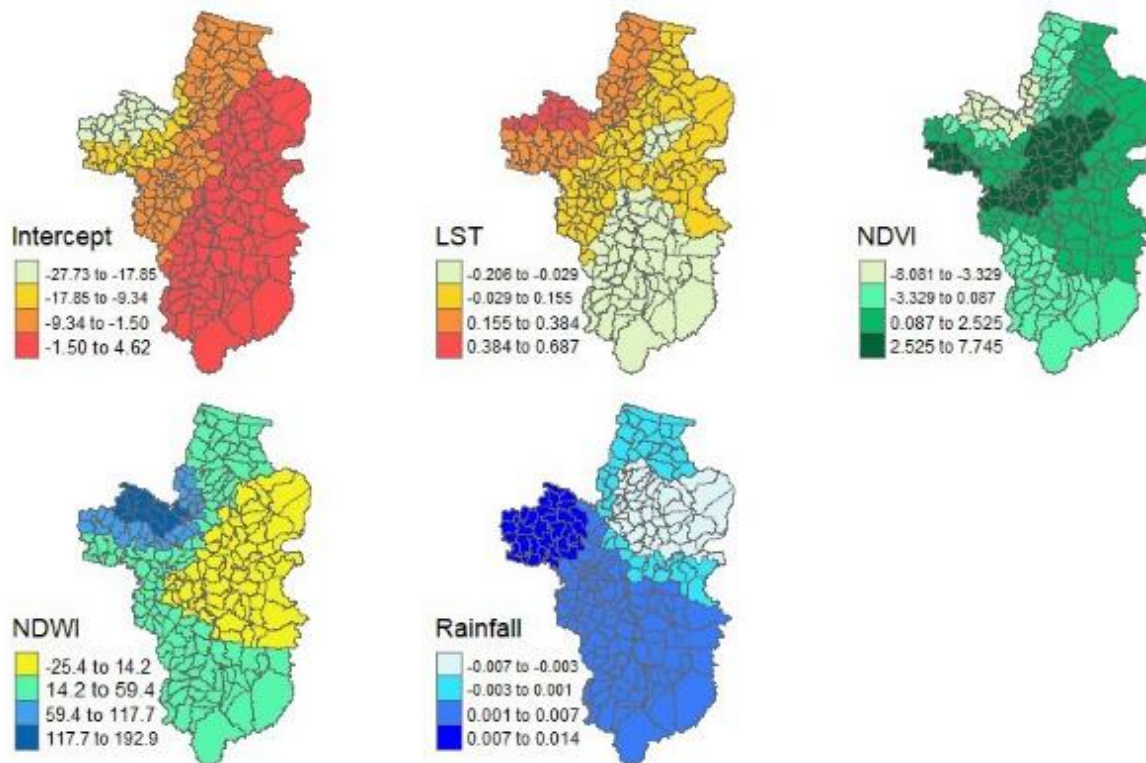 Intercept
-27.73 to -17.85
-17.85 to -9.34
-9.34 to -1.50
-1.50 to 4.62
LST
-0.206 to -0.029
-0.029 to 0.155
0.155 to 0.384
0.384 to 0.687
NDVI
-8.081 to -3.329
-3.329 to 0.087
0.087 to 2.525
2.525 to 7.745
NDWI
-25.4 to 14.2
14.2 to 59.4
59.4 to 117.7
117.7 to 192.9
Rainfall
-0.007 to -0.003
-0.003 to 0.001
0.001 to 0.007
0.007 to 0.014